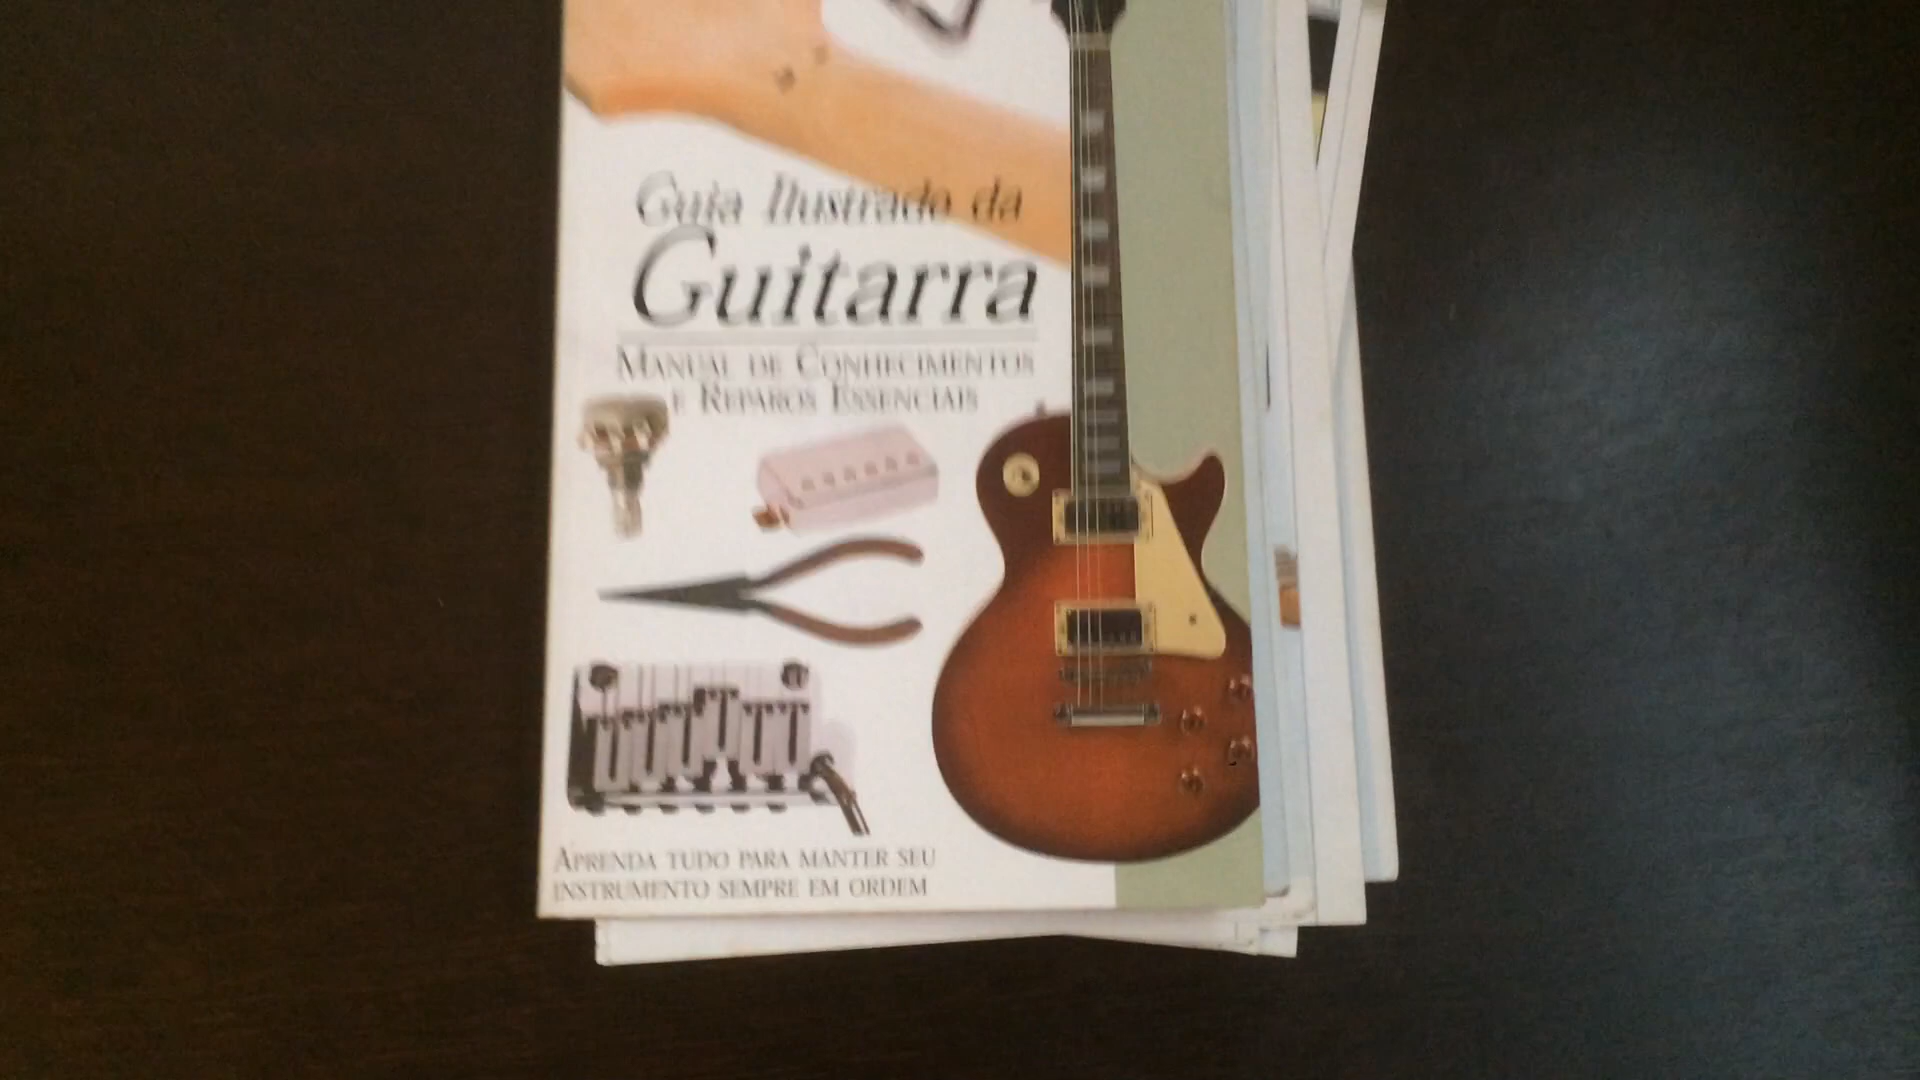 Guia Ilustrado da
Guitarra
Manual de Conhecimentos
e Reparos Essenciais
Aprenda tudo para manter seu
instrumento sempre em ordem